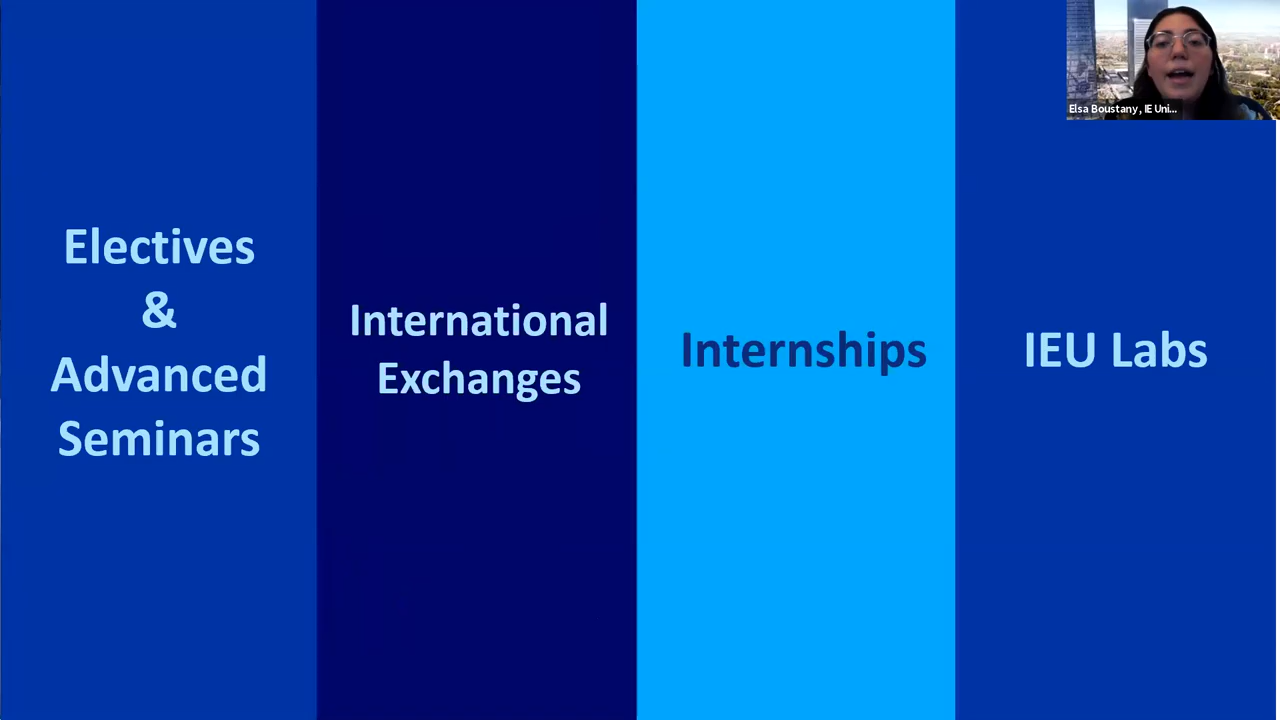 Electives
&
Advanced
Seminars
International
Exchanges
Internships
IEU Labs
Elsa Boustany, IE Uni...